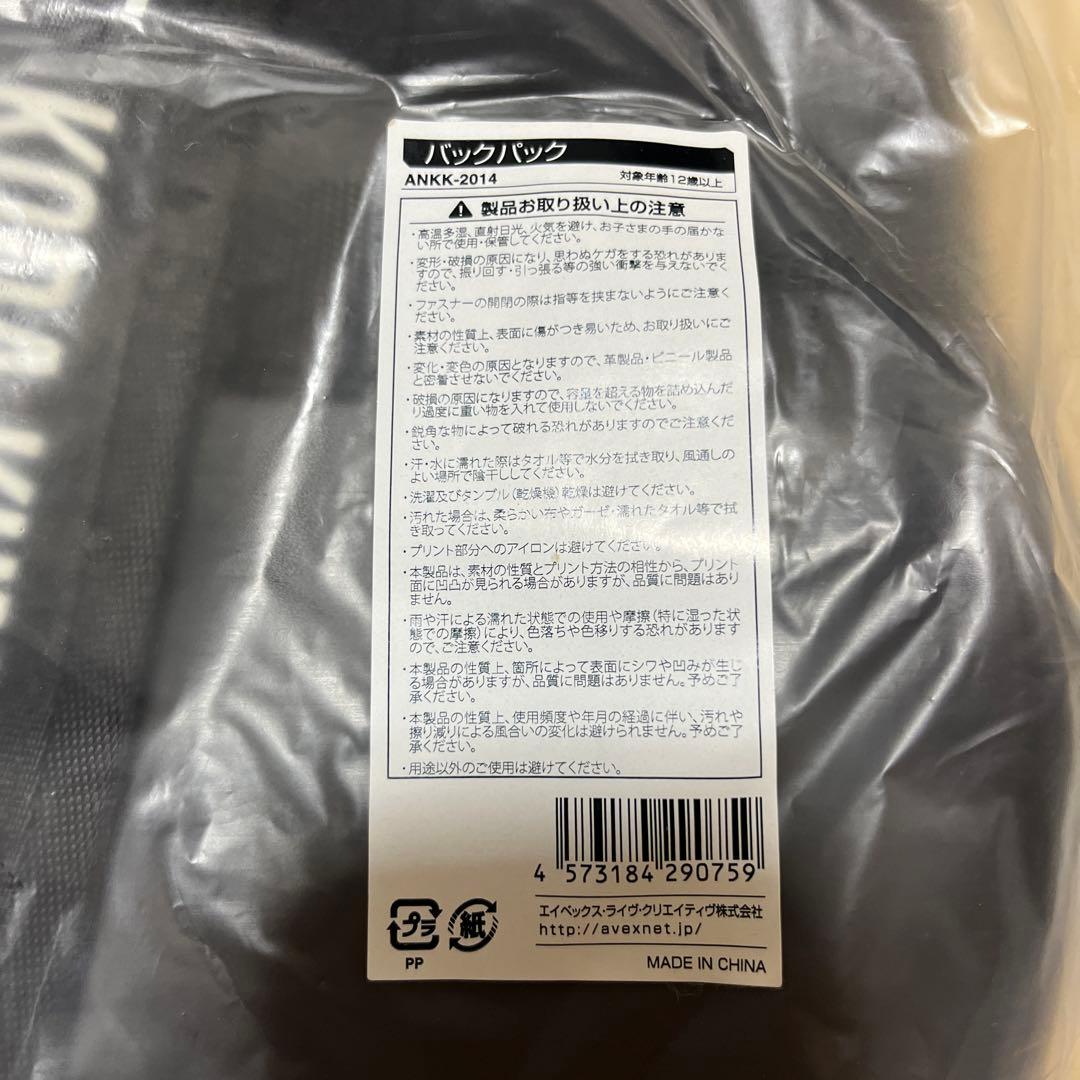 KODA KUMI
バックパック
ANKK-2014 対象年齢12歳以上
製品お取り扱い上の注意
・高温多湿、直射日光、火気を避け、お子さまの手の届かな
い所で使用・保管してください。
・変形・破損の原因になり、思わぬケガをする恐れがありま
すので、振り回す・引っ張る等の強い衝撃を与えないでく
ださい。
・ファスナーの開閉の際は指等を挟まないようにご注意く
ださい。
・素材の性質上、表面に傷がつき易いため、お取り扱いにご
注意ください。
・変化・変色の原因となりますので、革製品・ビニール製品
と密着させないでください。
・破損の原因になりますので、容量を超える物を詰め込んだ
り過度に重い物を入れて使用しないでください。
・鋭角な物によって破れる恐れがありますのでご注意くださ
い。
・汗・水に濡れた際はタオル等で水分を拭き取り、風通しの
よい場所で陰干ししてください。
・洗濯及びタンブル(乾燥機)乾燥は避けてください。
・汚れた場合は、柔らかい布やガーゼ・濡れたタオル等で拭
き取ってください。
・プリント部分へのアイロンは避けてください。
・本製品は、素材の性質とプリント方法の相性から、プリント
面に凹凸が見られる場合がありますが、品質に問題はあり
ません。
・雨や汗による濡れた状態での使用や摩擦(特に湿った状
態での摩擦)により、色落ちや色移りする恐れがあります
ので、ご注意ください。
・本製品の性質上、箇所によって表面にシワや凹みが生じ
る場合がありますが、品質に問題はありません。予めご了
承ください。
・本製品の性質上、使用頻度や年月の経過に伴い、汚れや
擦り減りによる風合いの変化は避けられません。予めご了
承ください。
・用途以外のご使用は避けてください。
4 573184 290759
プラ 紙
PP
エイベックス・ライヴ・クリエイティヴ株式会社
http://avexnet.jp/
MADE IN CHINA